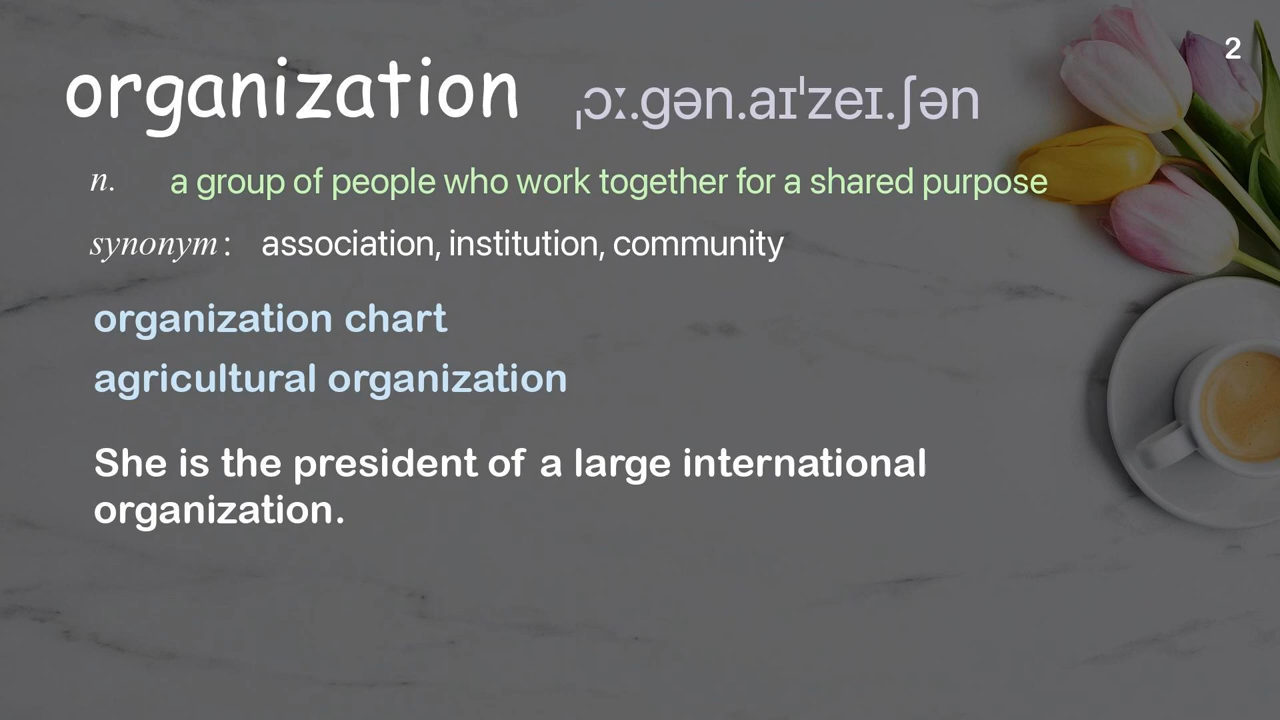 2
organization ˌɔː.ɡən.aɪˈzeɪ.ʃən
n. a group of people who work together for a shared purpose
synonym: association, institution, community
organization chart
agricultural organization
She is the president of a large international
organization.